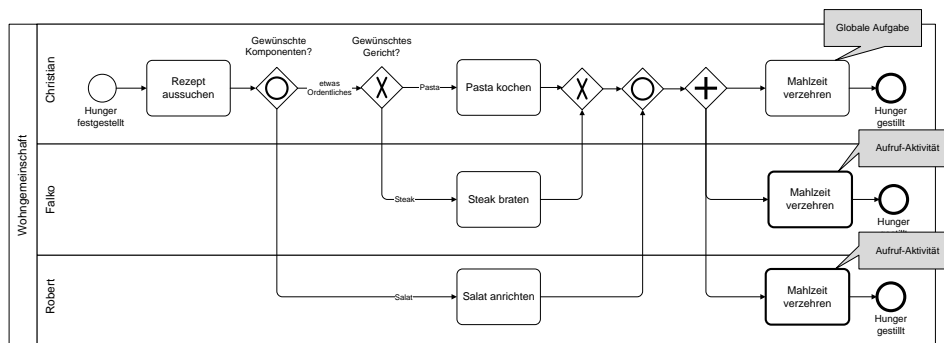 Wohngemeinschaft
Christian
Falko
Robert
Globale Aufgabe
Gewünschte
Komponenten?
Gewünschtes
Gericht?
Hunger
festgestellt
Rezept
aussuchen
etwas
Ordentliches
Pasta
Pasta kochen
Mahlzeit
verzehren
Hunger
gestillt
Aufruf-Aktivität
Steak
Steak braten
Mahlzeit
verzehren
Hunger
gestillt
Aufruf-Aktivität
Salat
Salat anrichten
Mahlzeit
verzehren
Hunger
gestillt